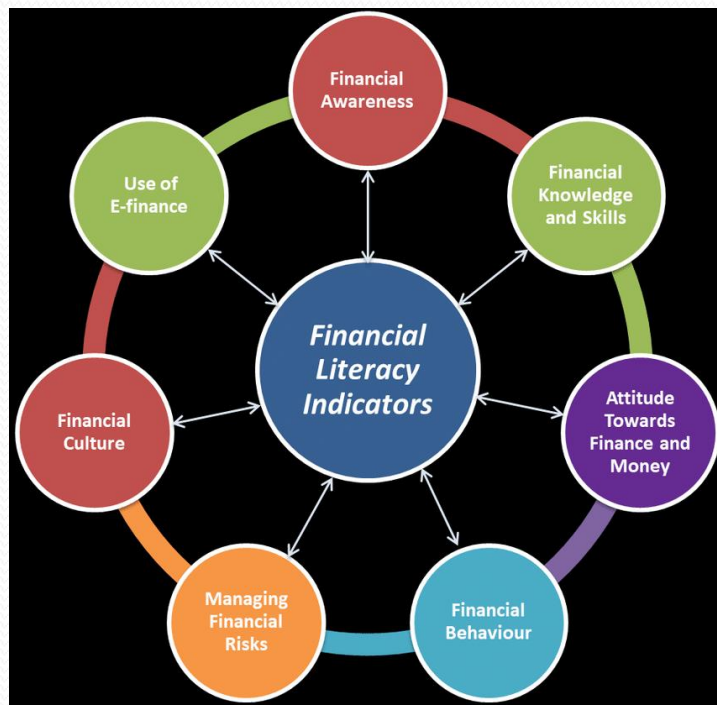 Financial
Awareness
Financial
Knowledge
and Skills
Attitude
Towards
Finance and
Money
Financial
Behaviour
Managing
Financial
Risks
Financial
Culture
Use of
E-finance
Financial
Literacy
Indicators